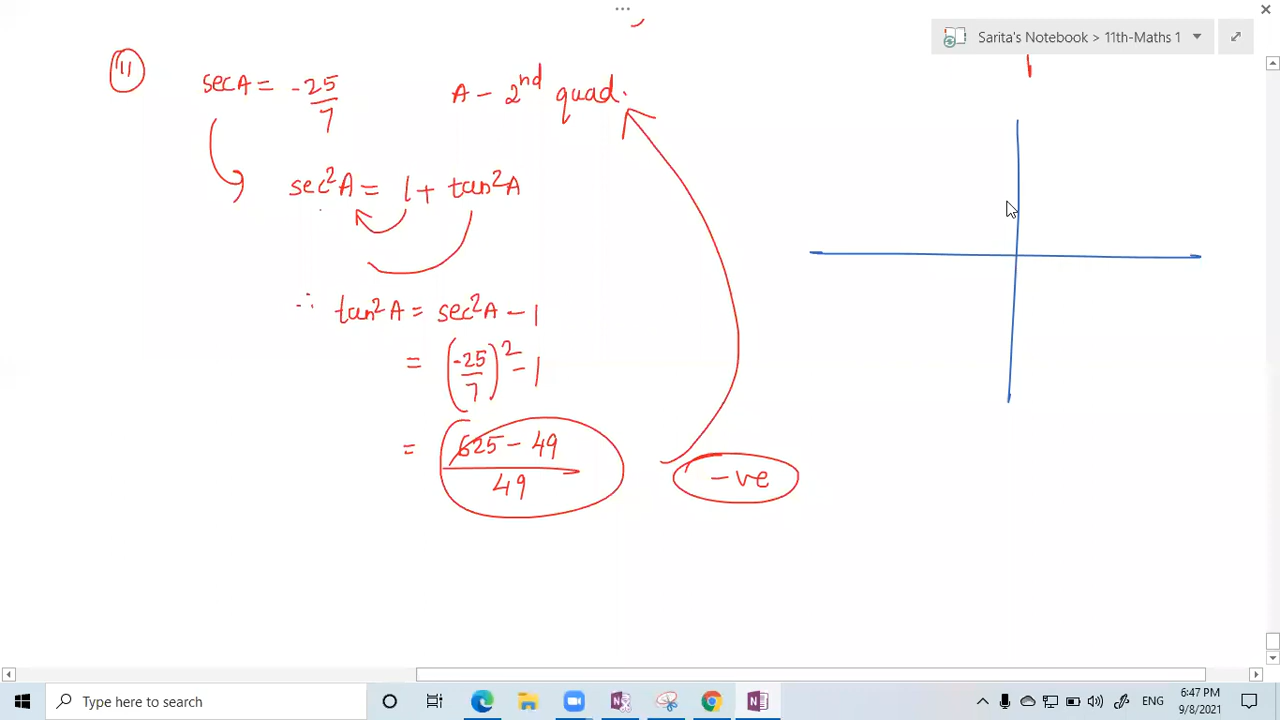 Sarita's Notebook > 11th-Maths 1
11
secA = -25/7 A - 2nd quad.
sec²A = 1 + tan²A
∴ tan²A = sec²A - 1
= (-25/7)² - 1
= (625 - 49)/49
-ve
Type here to search
ENG
6:47 PM
9/8/2021